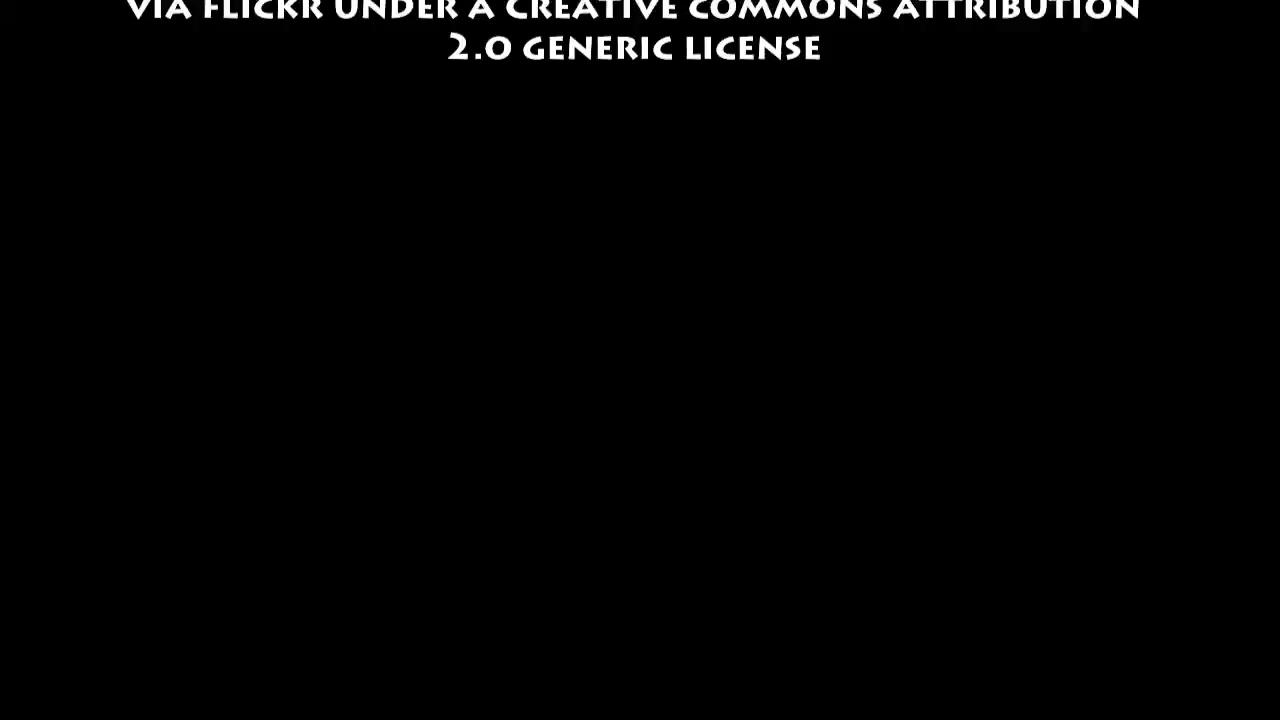 VIA FLICKR UNDER A CREATIVE COMMONS ATTRIBUTION
2.0 GENERIC LICENSE